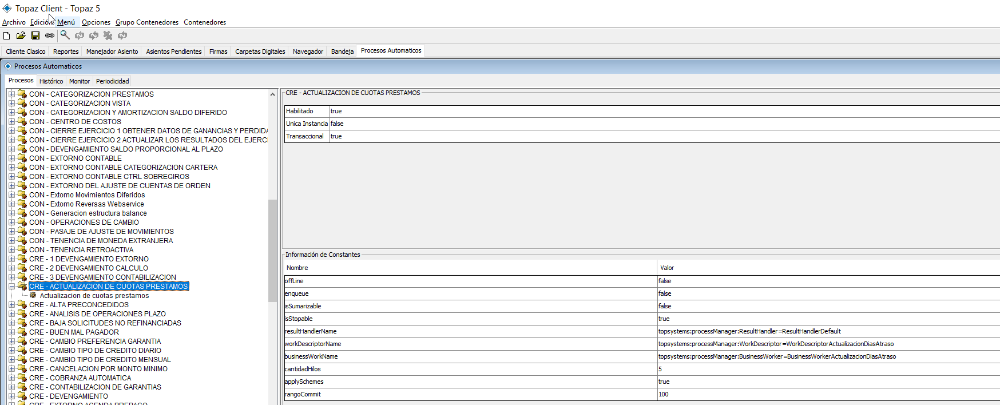 Topaz Client - Topaz 5
Archivo Edición Menú Opciones Grupo Contenedores Contenedores
Cliente Clasico Reportes Manejador Asiento Asientos Pendientes Firmas Carpetas Digitales Navegador Bandeja Procesos Automaticos
Procesos Automaticos
Procesos Histórico Monitor Periodicidad
CON - CATEGORIZACION PRESTAMOS
CON - CATEGORIZACION VISTA
CON - CATEGORIZACION Y AMORTIZACION SALDO DIFERIDO
CON - CENTRO DE COSTOS
CON - CIERRE EJERCICIO 1 OBTENER DATOS DE GANANCIAS Y PERDIDA
CON - CIERRE EJERCICIO 2 ACTUALIZAR LOS RESULTADOS DEL EJERC
CON - DEVENGAMIENTO SALDO PROPORCIONAL AL PLAZO
CON - EXTORNO CONTABLE
CON - EXTORNO CONTABLE CATEGORIZACION CARTERA
CON - EXTORNO CONTABLE CTRL SOBREGIROS
CON - EXTORNO DEL AJUSTE DE CUENTAS DE ORDEN
CON - Extorno Movimientos Diferidos
CON - Extorno Reversas Webservice
CON - Generacion estructura balance
CON - OPERACIONES DE CAMBIO
CON - PASAJE DE AJUSTE DE MOVIMIENTOS
CON - TENENCIA DE MONEDA EXTRANJERA
CON - TENENCIA RETROACTIVA
CRE - 1 DEVENGAMIENTO EXTORNO
CRE - 2 DEVENGAMIENTO CALCULO
CRE - 3 DEVENGAMIENTO CONTABILIZACION
CRE - ACTUALIZACION DE CUOTAS PRESTAMOS
Actualizacion de cuotas prestamos
CRE - ALTA PRECONCEDIDOS
CRE - ANALISIS DE OPERACIONES PLAZO
CRE - BAJA SOLICITUDES NO REFINANCIADAS
CRE - BUEN MAL PAGADOR
CRE - CAMBIO PREFERENCIA GARANTIA
CRE - CAMBIO TIPO DE CREDITO DIARIO
CRE - CAMBIO TIPO DE CREDITO MENSUAL
CRE - CANCELACION POR MONTO MINIMO
CRE - COBRANZA AUTOMATICA
CRE - CONTABILIZACION DE GARANTIAS
CRE - DEVENGAMIENTO
CRE - EXTORNO AGENDA PREPAGO
CRE - ACTUALIZACION DE CUOTAS PRESTAMOS
Habilitado true
Unica Instancia false
Transaccional true
Información de Constantes
Nombre Valor
offLine false
enqueue false
isSumarizable false
isStopable true
resultHandlerName topsystems:processManager:ResultHandler=ResultHandlerDefault
workDescriptorName topsystems:processManager:WorkDescriptor=WorkDescriptorActualizacionDiasAtraso
businessWorkName topsystems:processManager:BusinessWorker=BusinessWorkerActualizacionDiasAtraso
cantidadHilos 5
applySchemes true
rangoCommit 100